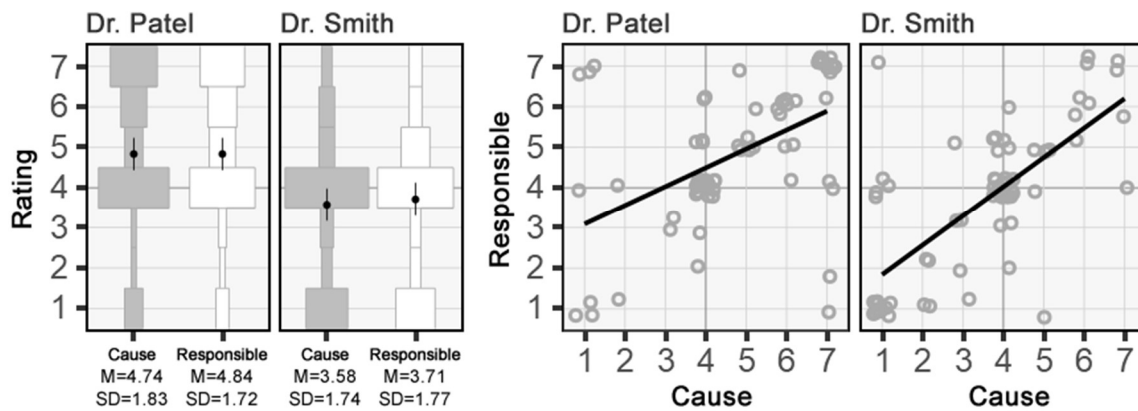 Dr. Patel
Dr. Smith
Rating
7
6
5
4
3
2
1
Cause
M=4.74
SD=1.83
Responsible
M=4.84
SD=1.72
Cause
M=3.58
SD=1.74
Responsible
M=3.71
SD=1.77
Dr. Patel
Dr. Smith
Responsible
7
6
5
4
3
2
1
1 2 3 4 5 6 7
Cause
1 2 3 4 5 6 7
Cause